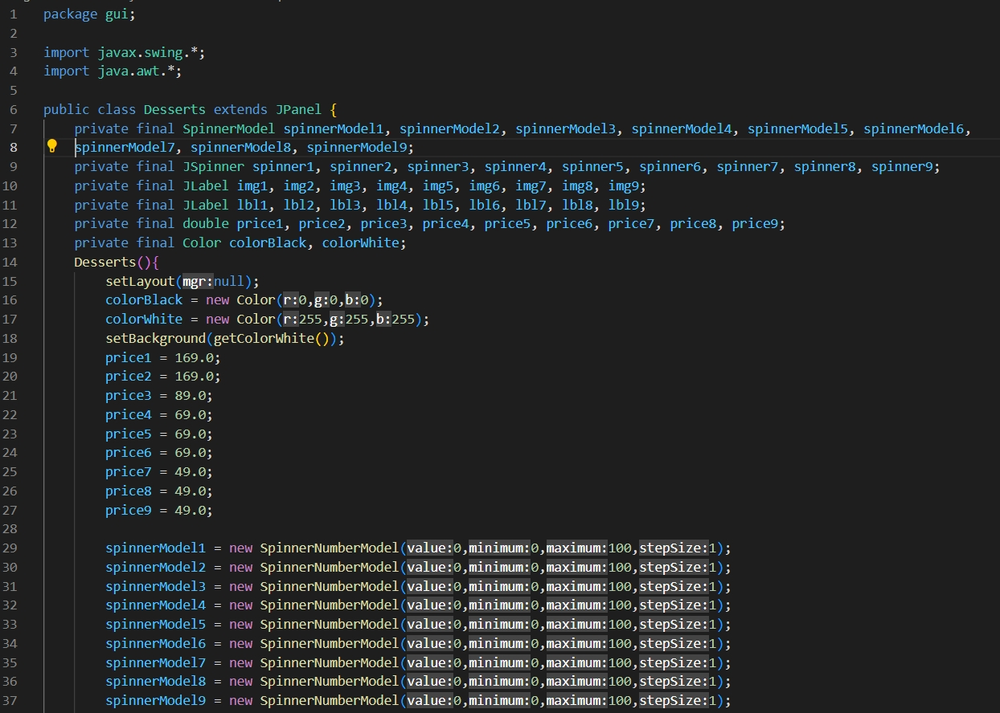 1 package gui;
2
3 import javax.swing.*;
4 import java.awt.*;
5
6 public class Desserts extends JPanel {
7 private final SpinnerModel spinnerModel1, spinnerModel2, spinnerModel3, spinnerModel4, spinnerModel5, spinnerModel6,
8 spinnerModel7, spinnerModel8, spinnerModel9;
9 private final JSpinner spinner1, spinner2, spinner3, spinner4, spinner5, spinner6, spinner7, spinner8, spinner9;
10 private final JLabel img1, img2, img3, img4, img5, img6, img7, img8, img9;
11 private final JLabel lbl1, lbl2, lbl3, lbl4, lbl5, lbl6, lbl7, lbl8, lbl9;
12 private final double price1, price2, price3, price4, price5, price6, price7, price8, price9;
13 private final Color colorBlack, colorWhite;
14 Desserts(){
15 setLayout(mgr:null);
16 colorBlack = new Color(r:0,g:0,b:0);
17 colorWhite = new Color(r:255,g:255,b:255);
18 setBackground(getColorWhite());
19 price1 = 169.0;
20 price2 = 169.0;
21 price3 = 89.0;
22 price4 = 69.0;
23 price5 = 69.0;
24 price6 = 69.0;
25 price7 = 49.0;
26 price8 = 49.0;
27 price9 = 49.0;
28
29 spinnerModel1 = new SpinnerNumberModel(value:0,minimum:0,maximum:100,stepSize:1);
30 spinnerModel2 = new SpinnerNumberModel(value:0,minimum:0,maximum:100,stepSize:1);
31 spinnerModel3 = new SpinnerNumberModel(value:0,minimum:0,maximum:100,stepSize:1);
32 spinnerModel4 = new SpinnerNumberModel(value:0,minimum:0,maximum:100,stepSize:1);
33 spinnerModel5 = new SpinnerNumberModel(value:0,minimum:0,maximum:100,stepSize:1);
34 spinnerModel6 = new SpinnerNumberModel(value:0,minimum:0,maximum:100,stepSize:1);
35 spinnerModel7 = new SpinnerNumberModel(value:0,minimum:0,maximum:100,stepSize:1);
36 spinnerModel8 = new SpinnerNumberModel(value:0,minimum:0,maximum:100,stepSize:1);
37 spinnerModel9 = new SpinnerNumberModel(value:0,minimum:0,maximum:100,stepSize:1);